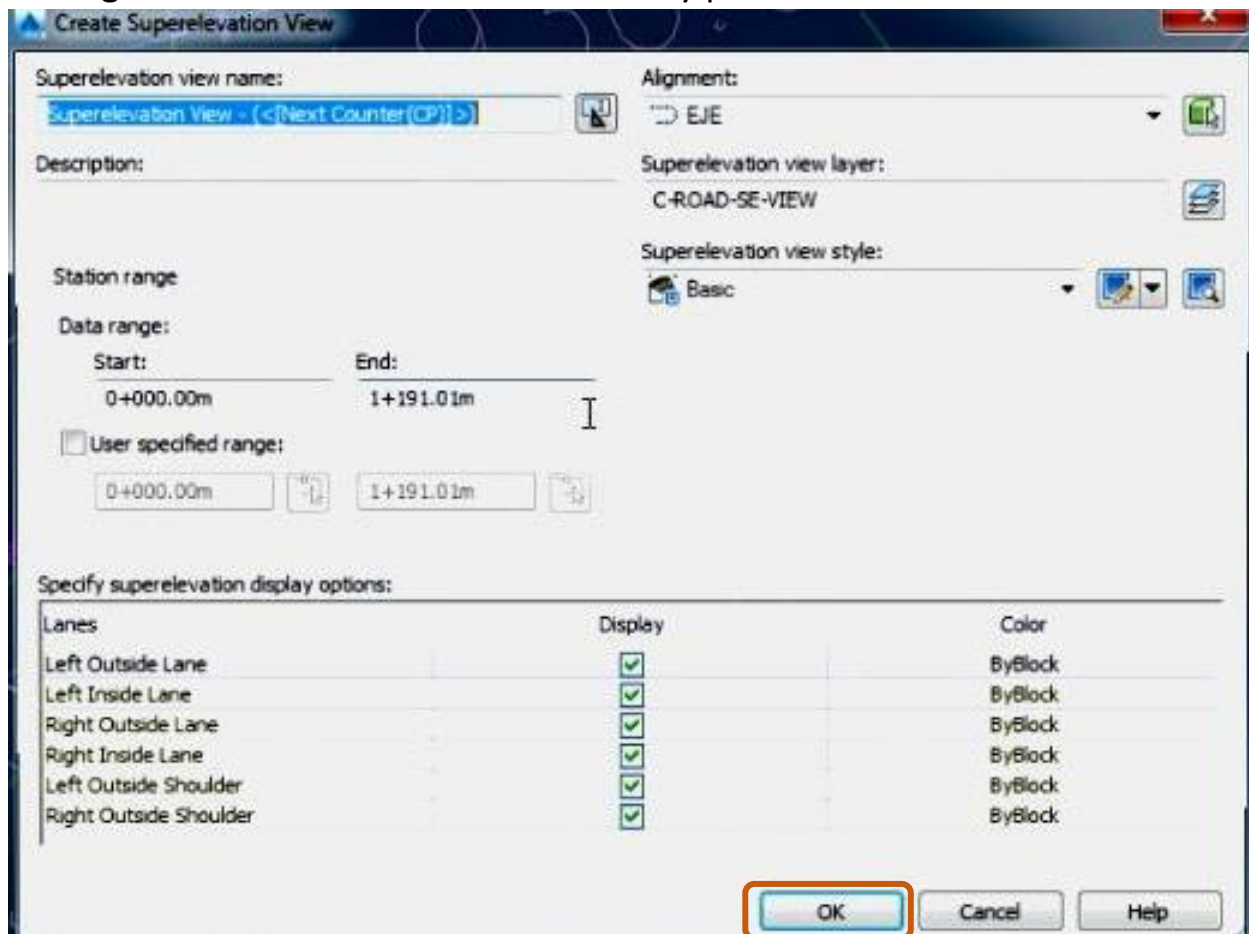 Create Superelevation View
Superelevation view name:
Superelevation View - (<[Next Counter(CP)]>)
Description:
Alignment:
EJE
Superelevation view layer:
C-ROAD-SE-VIEW
Superelevation view style:
Basic
Station range
Data range:
Start: End:
0+000.00m 1+191.01m
User specified range:
0+000.00m 1+191.01m
Specify superelevation display options:
Lanes Display Color
Left Outside Lane ByBlock
Left Inside Lane ByBlock
Right Outside Lane ByBlock
Right Inside Lane ByBlock
Left Outside Shoulder ByBlock
Right Outside Shoulder ByBlock
OK Cancel Help